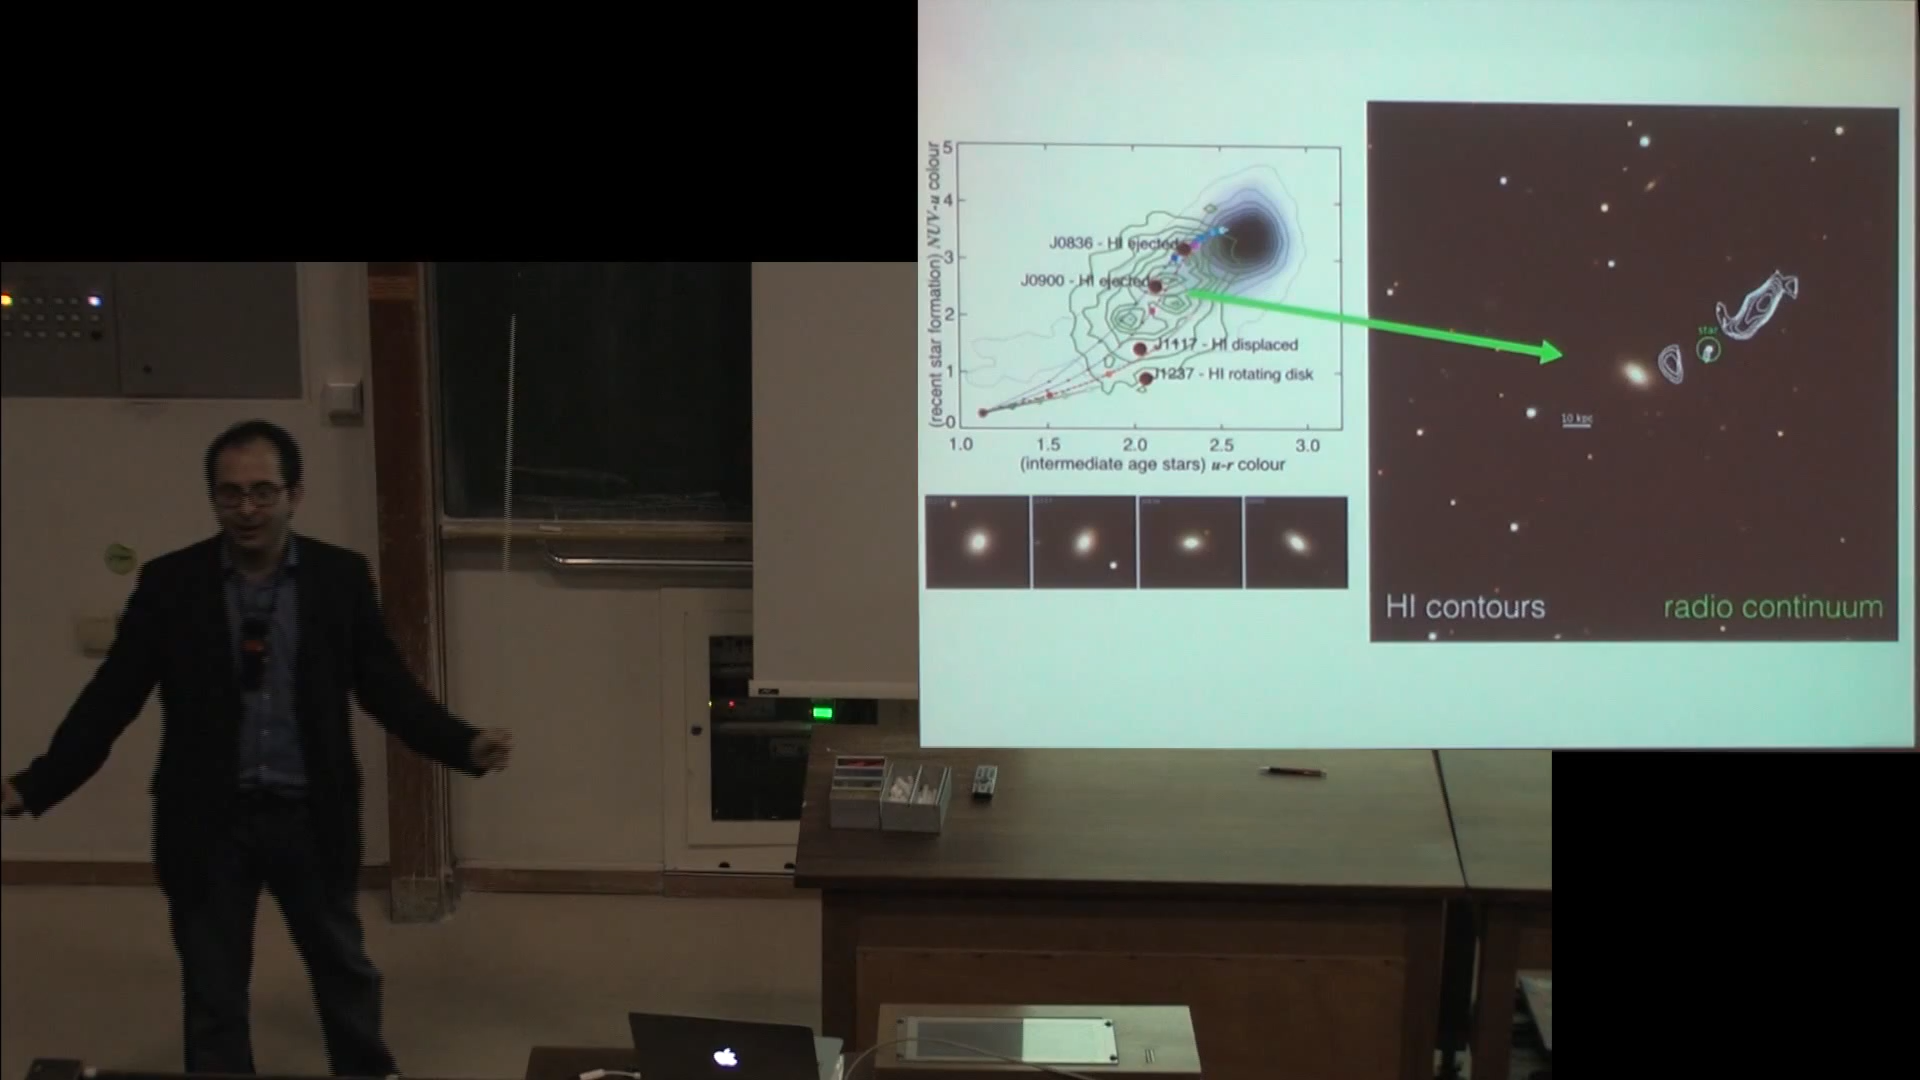 (recent star formation) NUV-u colour
5
4
3
2
1
0
J0836 - HI ejected
J0900 - HI ejected
J1117 - HI displaced
J1237 - HI rotating disk
1.0 1.5 2.0 2.5 3.0
(intermediate age stars) u-r colour
star
10 kpc
HI contours
radio continuum